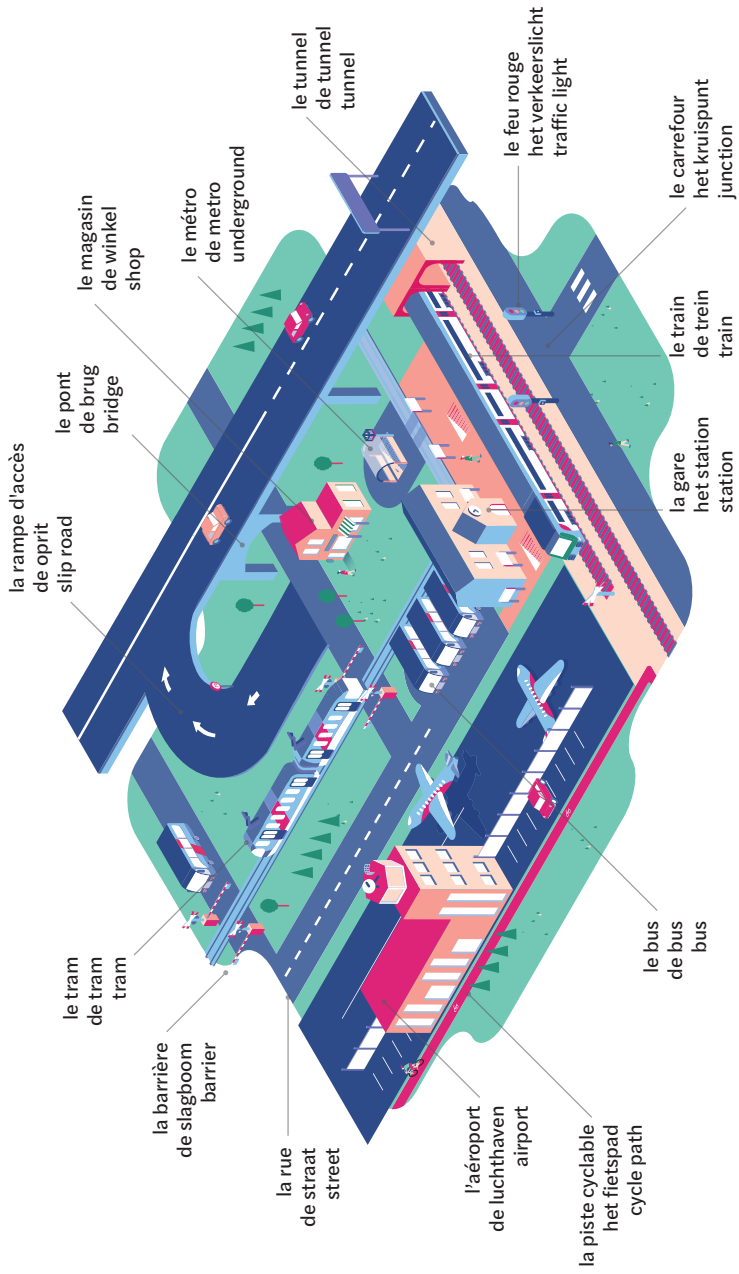 la rampe d'accès
de oprit
slip road
le pont
de brug
bridge
le magasin
de winkel
shop
le métro
de metro
underground
le tunnel
de tunnel
tunnel
le tram
de tram
tram
la barrière
de slagboom
barrier
la rue
de straat
street
le feu rouge
het verkeerslicht
traffic light
le carrefour
het kruispunt
junction
l'aéroport
de luchthaven
airport
la piste cyclable
het fietspad
cycle path
le bus
de bus
bus
la gare
het station
station
le train
de trein
train